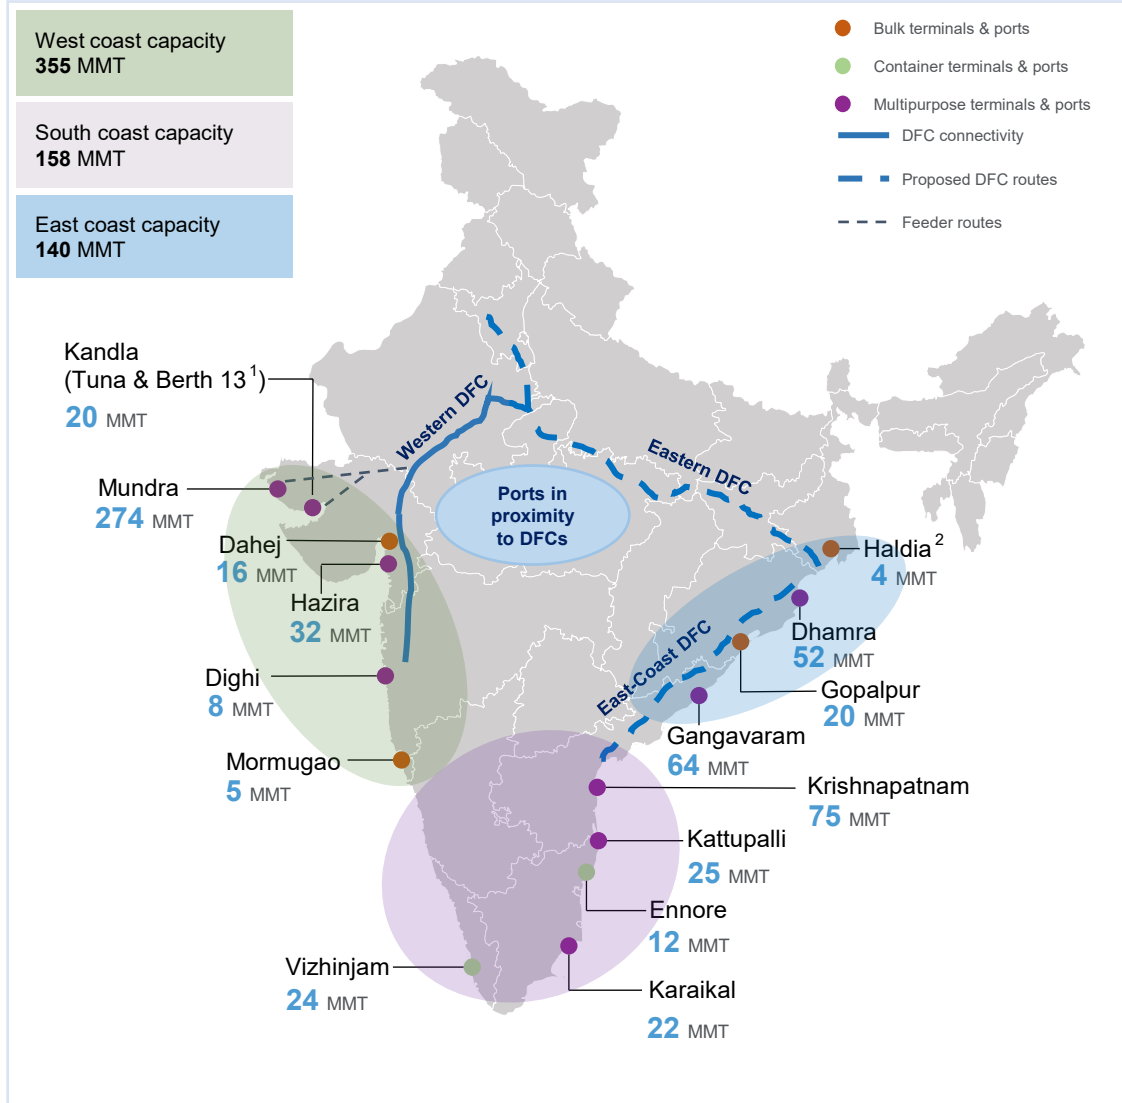 West coast capacity
355 MMT
South coast capacity
158 MMT
East coast capacity
140 MMT
Bulk terminals & ports
Container terminals & ports
Multipurpose terminals & ports
DFC connectivity
Proposed DFC routes
Feeder routes
Kandla
(Tuna & Berth 13¹)
20 MMT
Mundra
274 MMT
Dahej
16 MMT
Hazira
32 MMT
Dighi
8 MMT
Mormugao
5 MMT
Western DFC
Eastern DFC
Ports in
proximity
to DFCs
East-Coast DFC
Haldia²
4 MMT
Dhamra
52 MMT
Gopalpur
20 MMT
Gangavaram
64 MMT
Krishnapatnam
75 MMT
Kattupalli
25 MMT
Ennore
12 MMT
Vizhinjam
24 MMT
Karaikal
22 MMT